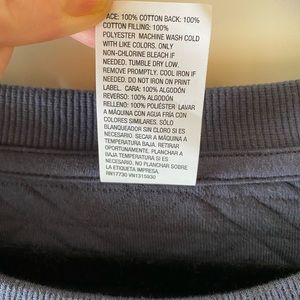 ACE: 100% COTTON BACK: 100%
COTTON FILLING: 100%
POLYESTER MACHINE WASH COLD
WITH LIKE COLORS. ONLY
NON-CHLORINE BLEACH IF
NEEDED. TUMBLE DRY LOW.
REMOVE PROMPTLY. COOL IRON IF
NEEDED. DO NOT IRON ON PRINT
LABEL. CARA: 100% ALGODÓN
REVERSO: 100% ALGODÓN
RELLENO: 100% POLIÉSTER LAVAR
A MÁQUINA CON AGUA FRÍA CON
COLORES SIMILARES. SÓLO
BLANQUEADOR SIN CLORO SI ES
NECESARIO. SECAR A MÁQUINA A
TEMPERATURA BAJA. RETIRAR
OPORTUNAMENTE. PLANCHAR A
TEMPERATURA BAJA SI ES
NECESARIO. NO PLANCHAR SOBRE
LA ETIQUETA IMPRESA.
RN17730 VN1315930